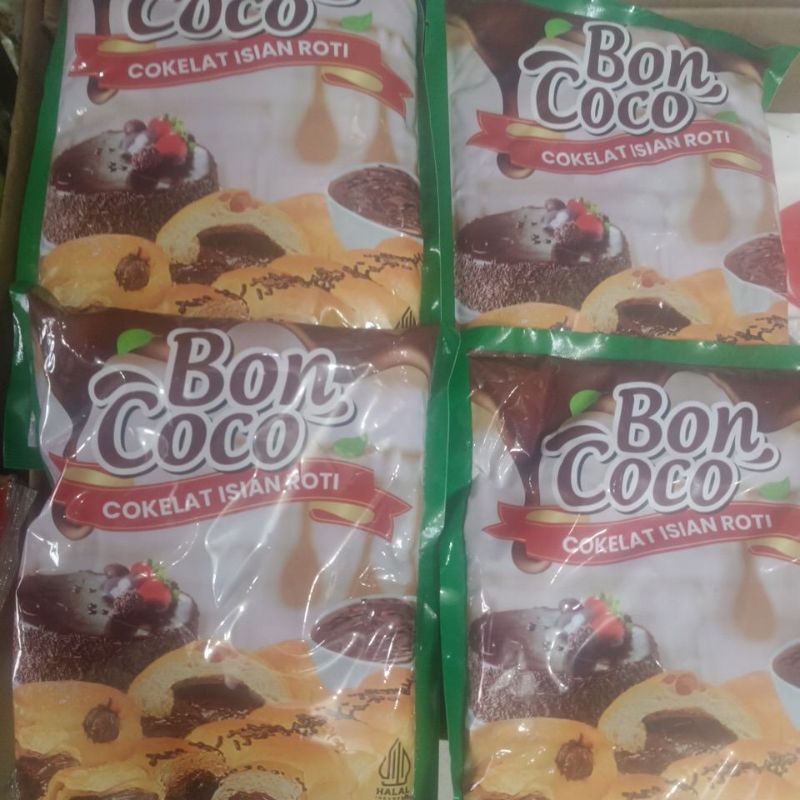 Coco
COKELAT ISIAN ROTI
Bon
Coco
COKELAT ISIAN ROTI
Bon
Coco
COKELAT ISIAN ROTI
HALAL
Bon
Coco
COKELAT ISIAN ROTI